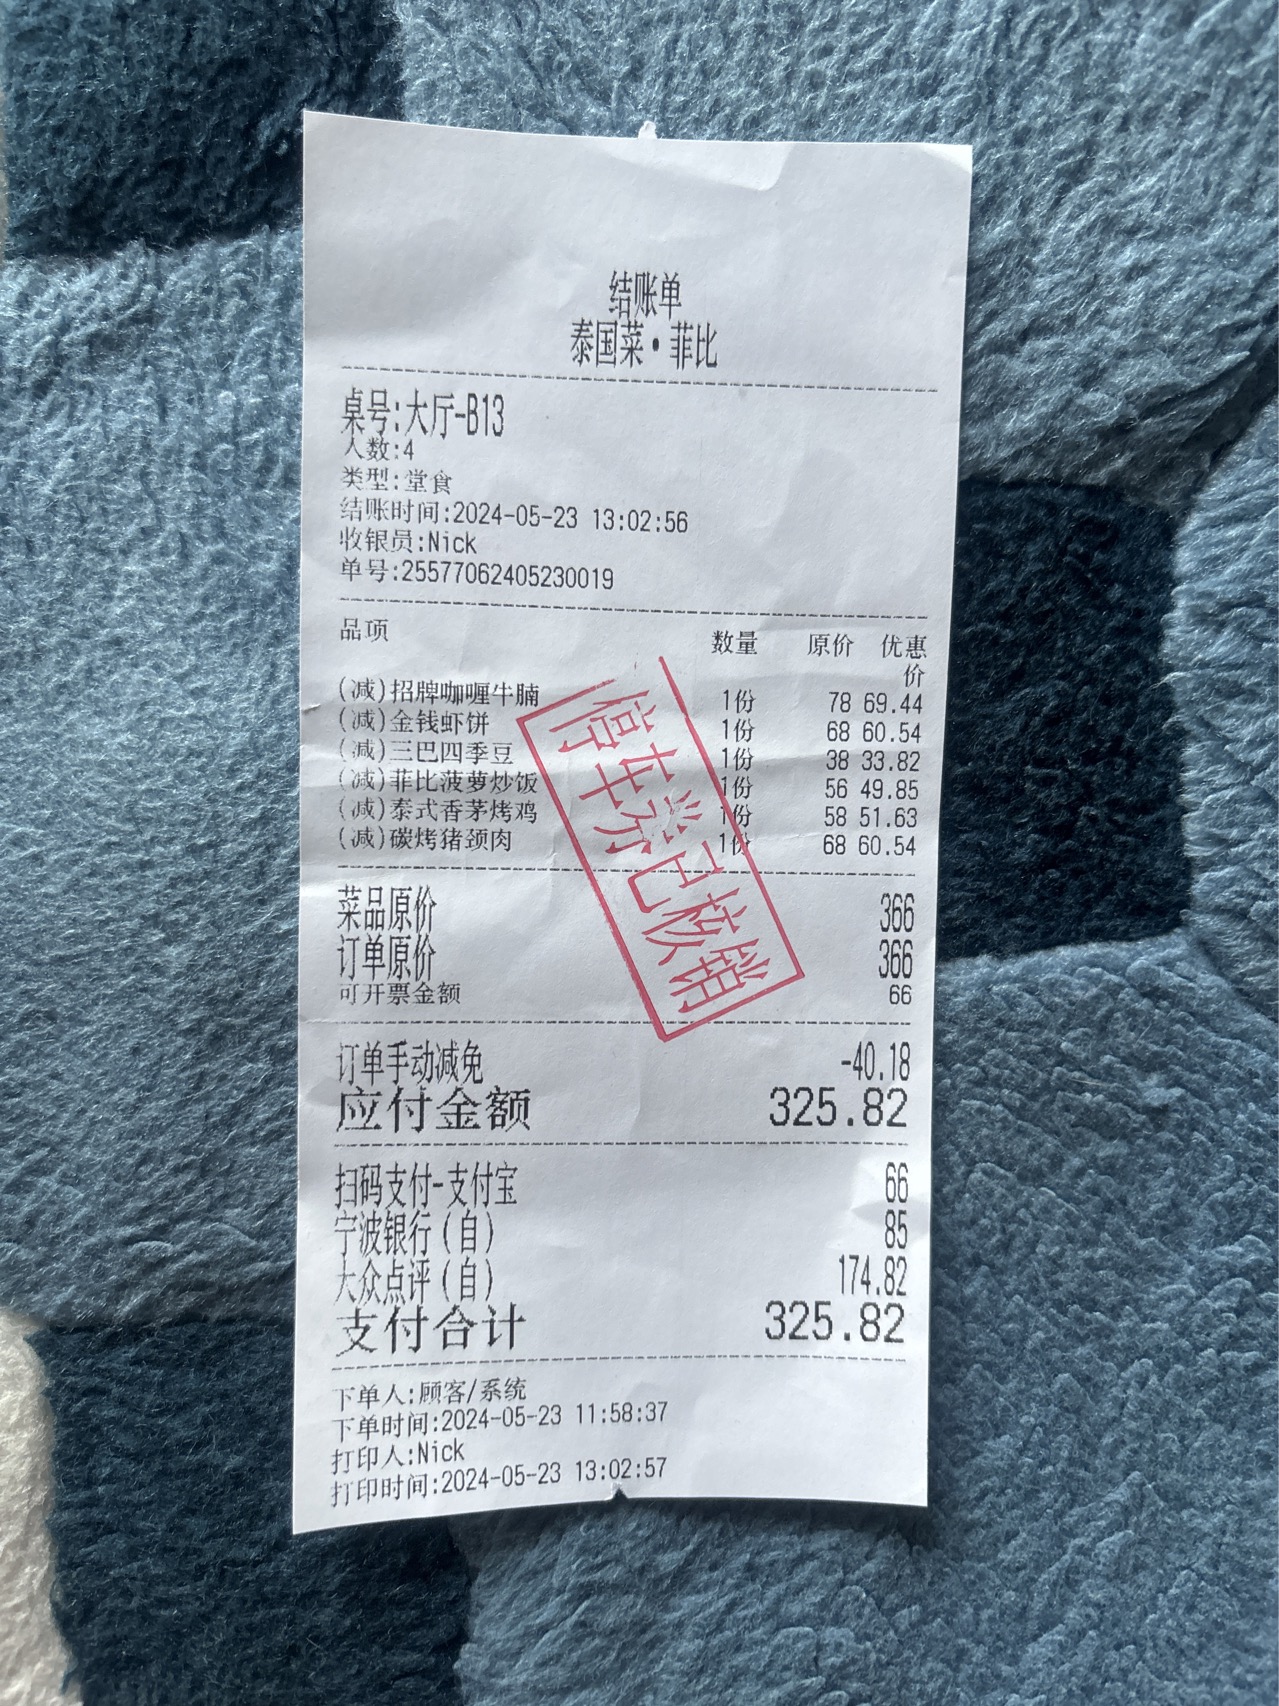 结账单
泰国菜·菲比
桌号:大厅-B13
人数:4
类型:堂食
结账时间:2024-05-23 13:02:56
收银员:Nick
单号:25577062405230019
品项 数量 原价 优惠价
(减)招牌咖喱牛腩 1份 78 69.44
(减)金钱虾饼 1份 68 60.54
(减)三巴四季豆 1份 38 33.82
(减)菲比菠萝炒饭 1份 56 49.85
(减)泰式香茅烤鸡 1份 58 51.63
(减)碳烤猪颈肉 1份 68 60.54
停车券已核销
菜品原价 366
订单原价 366
可开票金额 66
订单手动减免 -40.18
应付金额 325.82
扫码支付-支付宝 66
宁波银行(自) 85
大众点评(自) 174.82
支付合计 325.82
下单人:顾客/系统
下单时间:2024-05-23 11:58:37
打印人:Nick
打印时间:2024-05-23 13:02:57